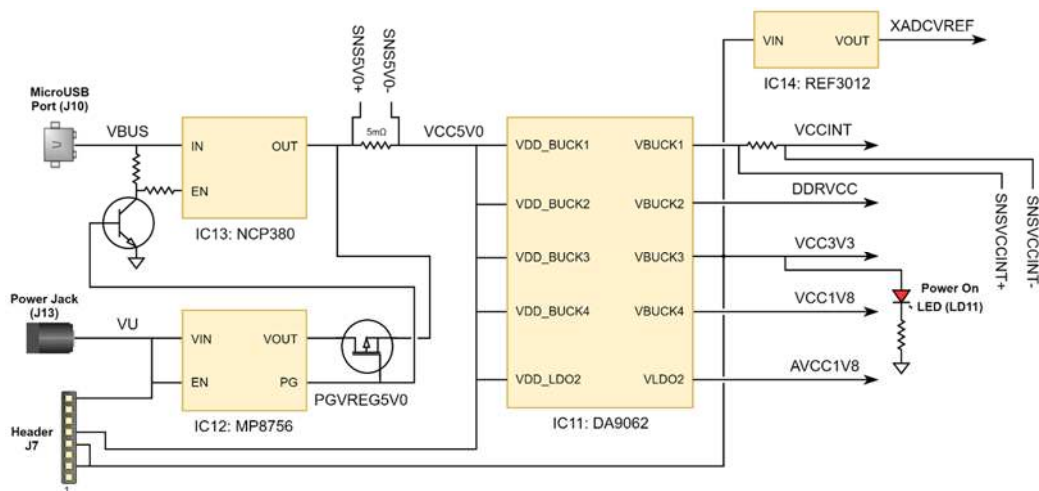 XADCVREF
VIN
VOUT
IC14: REF3012
SNS5V0+
SNS5V0-
MicroUSB
Port (J10)
VBUS
IN
OUT
EN
IC13: NCP380
5mΩ
VCC5V0
VDD_BUCK1
VBUCK1
VCCINT
VDD_BUCK2
VBUCK2
DDRVCC
VDD_BUCK3
VBUCK3
VCC3V3
VDD_BUCK4
VBUCK4
VCC1V8
VDD_LDO2
VLDO2
AVCC1V8
IC11: DA9062
SNSVCCINT+
SNSVCCINT-
Power On
LED (LD11)
Power Jack
(J13)
VU
VIN
VOUT
EN
PG
PGVREG5V0
IC12: MP8756
Header
J7
1